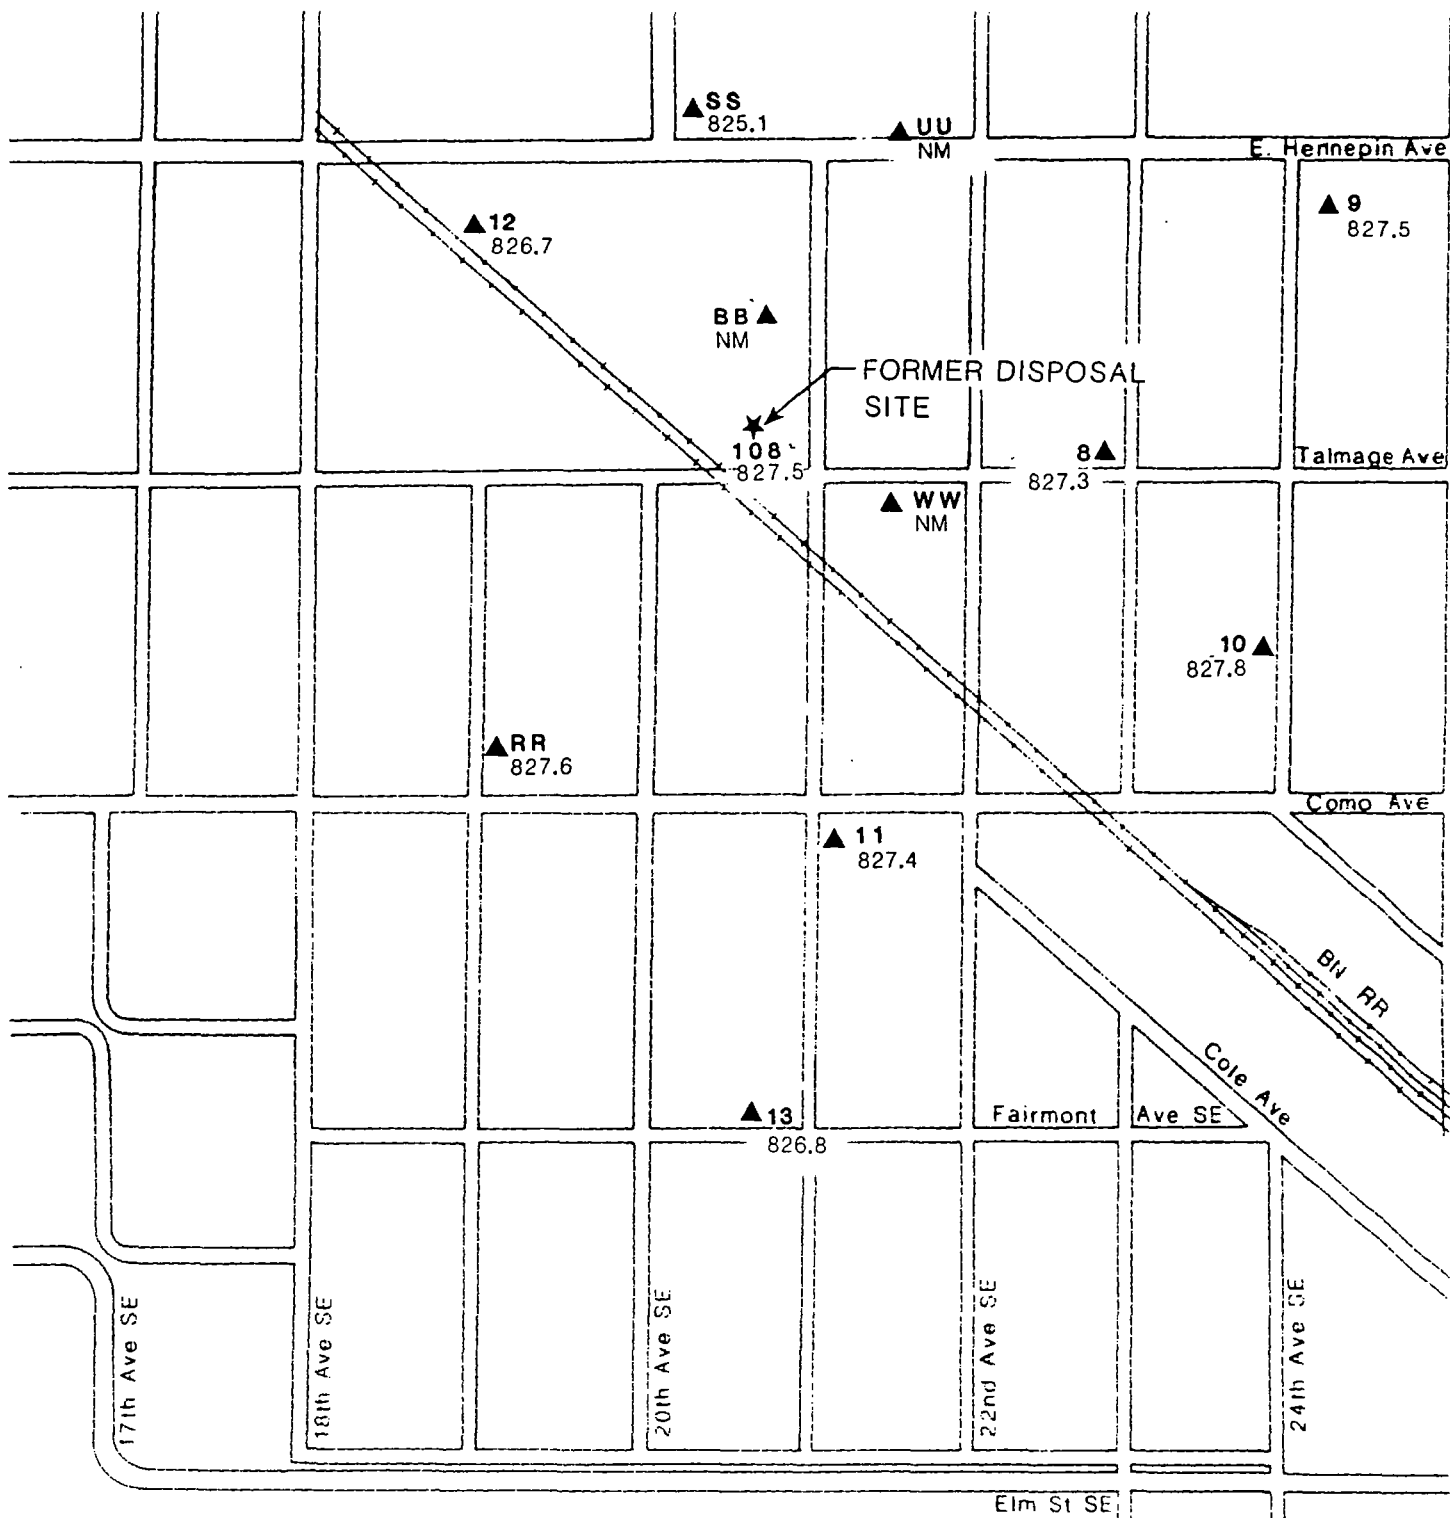 SS
825.1
UU
NM
E. Hennepin Ave
12
826.7
9
827.5
BB
NM
FORMER DISPOSAL
SITE
108
827.5
8
827.3
Talmage Ave
WW
NM
10
827.8
RR
827.6
Como Ave
11
827.4
BN RR
Cole Ave
13
826.8
Fairmont Ave SE
17th Ave SE
18th Ave SE
20th Ave SE
22nd Ave SE
24th Ave SE
Elm St SE